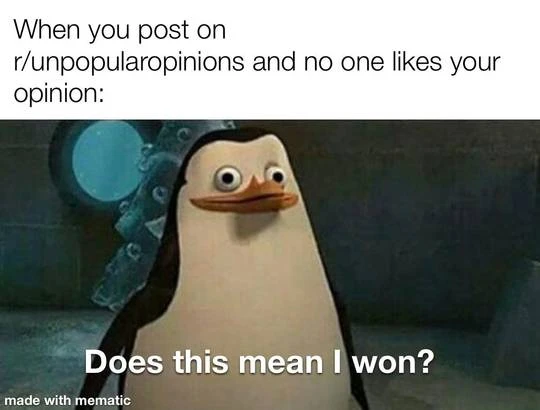 When you post on
r/unpopularopinions and no one likes your
opinion:
Does this mean I won?
made with mematic